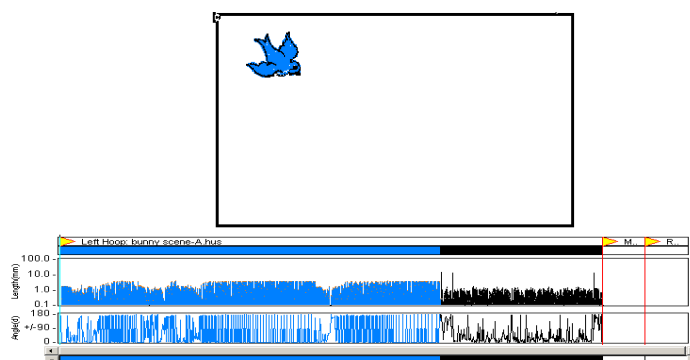 Left Hoop: bunny scene-A.hus
M..
R..
Length(mm)
100.0
10.0
1.0
0.1
Angle(d)
180
+/-90
0